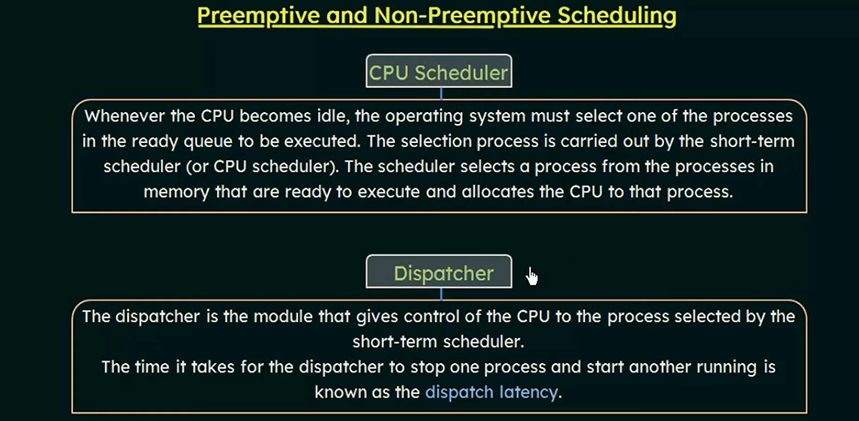 Preemptive and Non-Preemptive Scheduling
CPU Scheduler
Whenever the CPU becomes idle, the operating system must select one of the processes
in the ready queue to be executed. The selection process is carried out by the short-term
scheduler (or CPU scheduler). The scheduler selects a process from the processes in
memory that are ready to execute and allocates the CPU to that process.
Dispatcher
The dispatcher is the module that gives control of the CPU to the process selected by the
short-term scheduler.
The time it takes for the dispatcher to stop one process and start another running is
known as the dispatch latency.